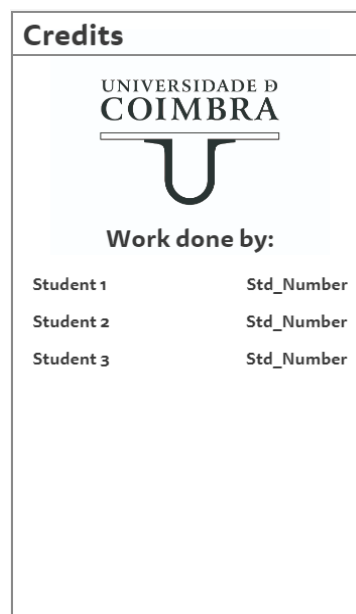 Credits
UNIVERSIDADE Ð
COIMBRA
Work done by:
Student 1 Std_Number
Student 2 Std_Number
Student 3 Std_Number